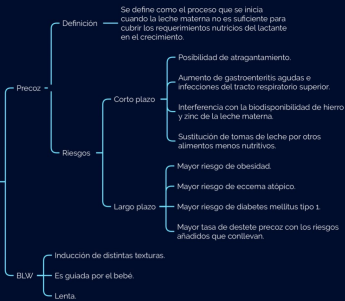 Se define como el proceso que se inicia
cuando la leche materna no es suficiente para
cubrir los requerimientos nutricios del lactante
en el crecimiento.
Definición
Precoz
Riesgos
Corto plazo
Posibilidad de atragantamiento.
Aumento de gastroenteritis agudas e
infecciones del tracto respiratorio superior.
Interferencia con la biodisponibilidad de hierro
y zinc de la leche materna.
Sustitución de tomas de leche por otros
alimentos menos nutritivos.
Largo plazo
Mayor riesgo de obesidad.
Mayor riesgo de eccema atópico.
Mayor riesgo de diabetes mellitus tipo 1.
Mayor tasa de destete precoz con los riesgos
añadidos que conllevan.
BLW
Inducción de distintas texturas.
Es guiada por el bebé.
Lenta.